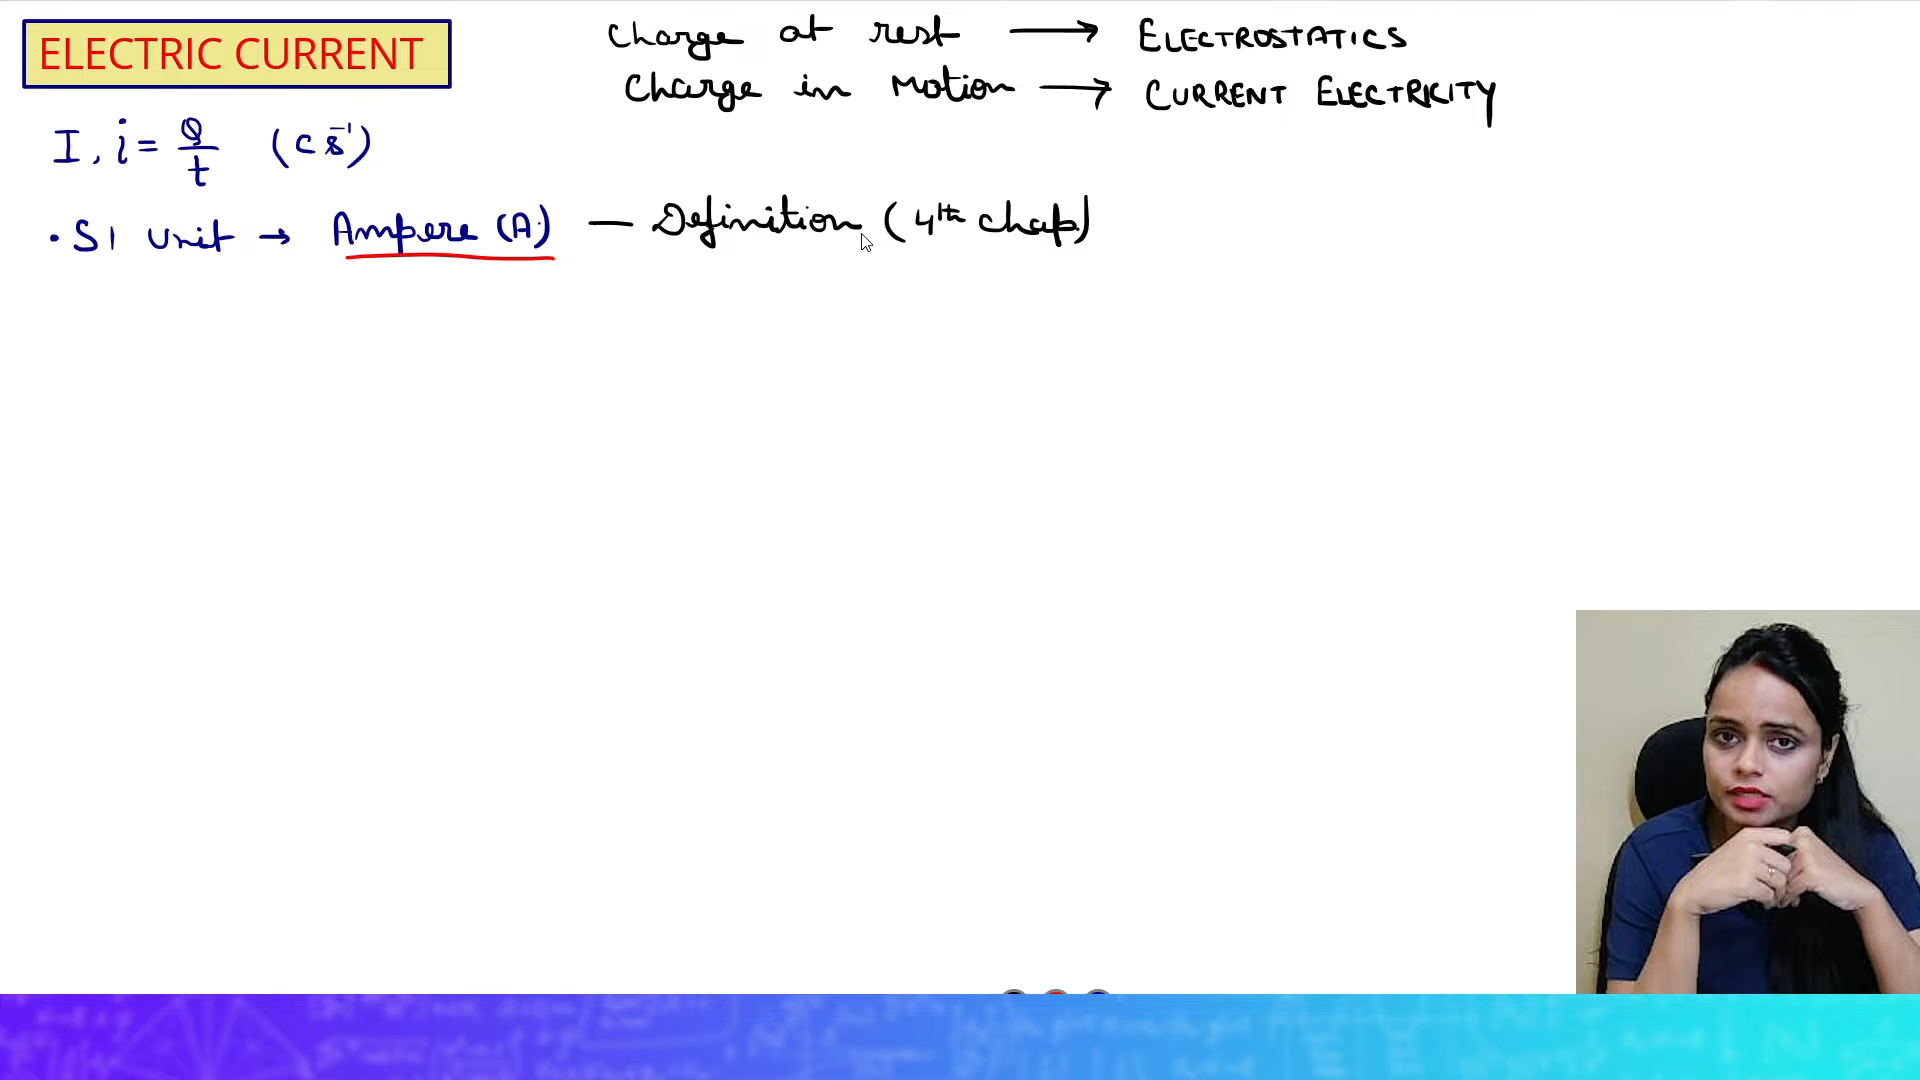 ELECTRIC CURRENT
Charge at rest → ELECTROSTATICS
Charge in Motion → CURRENT ELECTRICITY
I, i = Q/t (C s⁻¹)
• SI Unit → Ampere (A) — Definition (4th chap)